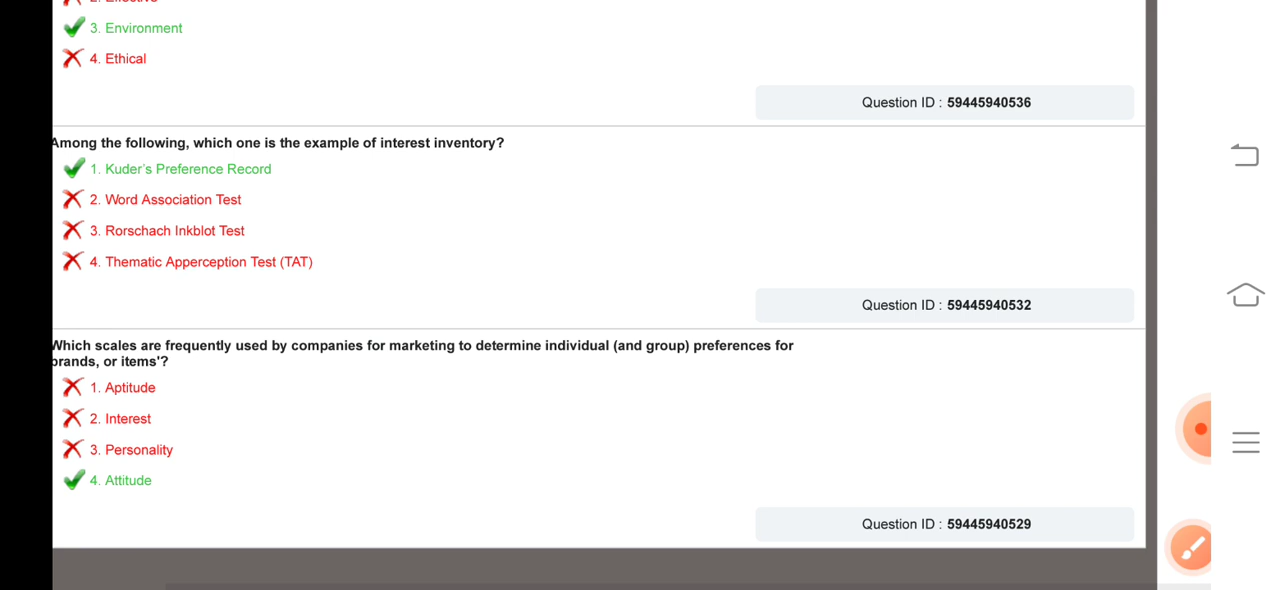 2. Effective
3. Environment
4. Ethical
Question ID : 59445940536
Among the following, which one is the example of interest inventory?
1. Kuder's Preference Record
2. Word Association Test
3. Rorschach Inkblot Test
4. Thematic Apperception Test (TAT)
Question ID : 59445940532
Which scales are frequently used by companies for marketing to determine individual (and group) preferences for
brands, or items'?
1. Aptitude
2. Interest
3. Personality
4. Attitude
Question ID : 59445940529